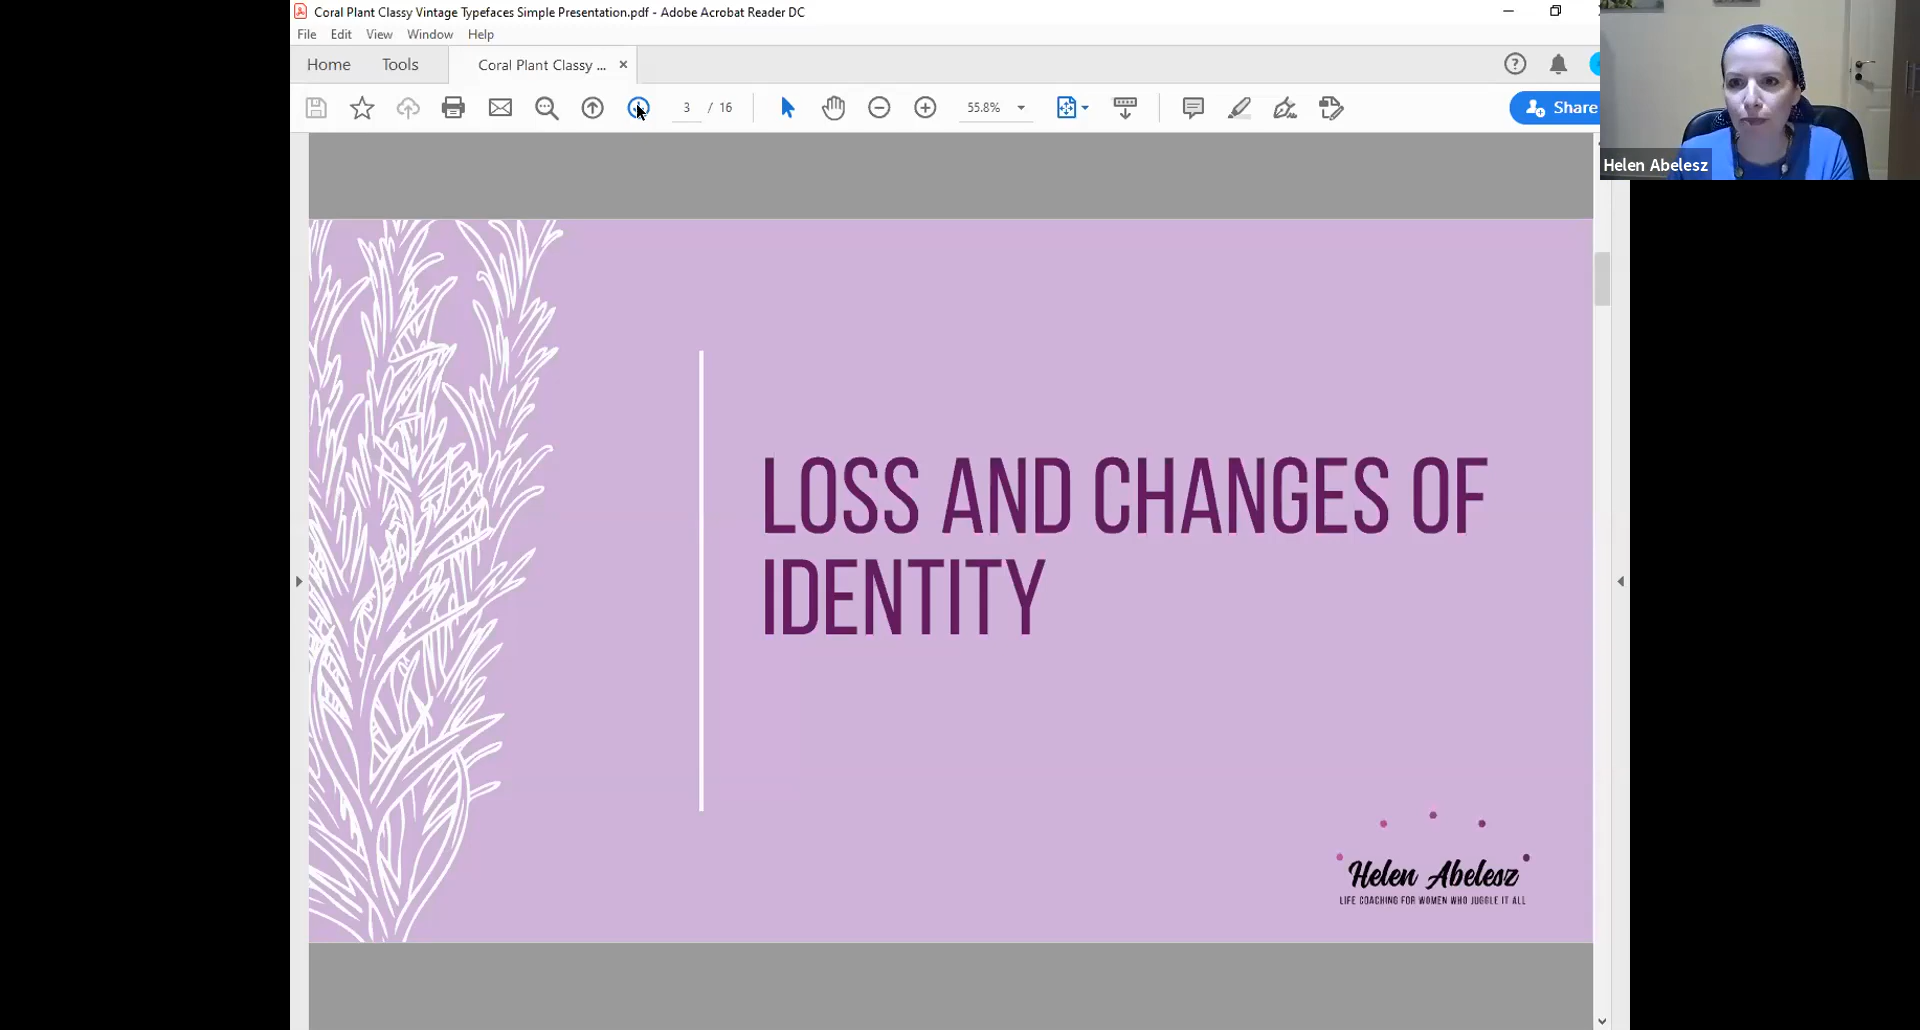 Coral Plant Classy Vintage Typefaces Simple Presentation.pdf - Adobe Acrobat Reader DC
File Edit View Window Help
Home Tools Coral Plant Classy ... ×
3 / 16 55.8% Share
Helen Abelesz
LOSS AND CHANGES OF
IDENTITY
Helen Abelesz
LIFE COACHING FOR WOMEN WHO JUGGLE IT ALL